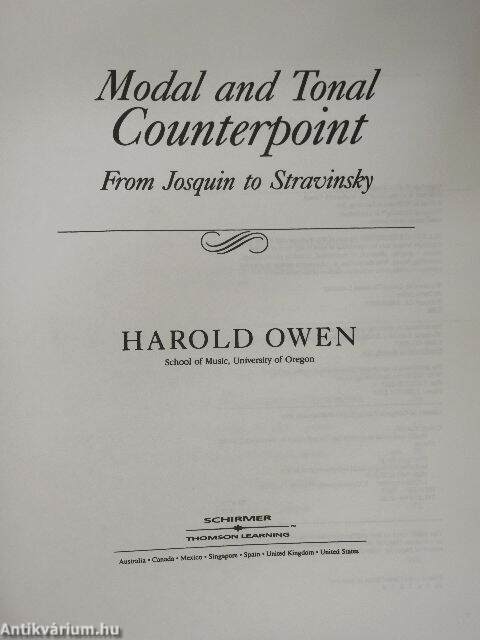 Modal and Tonal
Counterpoint
From Josquin to Stravinsky
HAROLD OWEN
School of Music, University of Oregon
SCHIRMER
™
THOMSON LEARNING
Australia • Canada • Mexico • Singapore • Spain • United Kingdom • United States
Antikvárium.hu